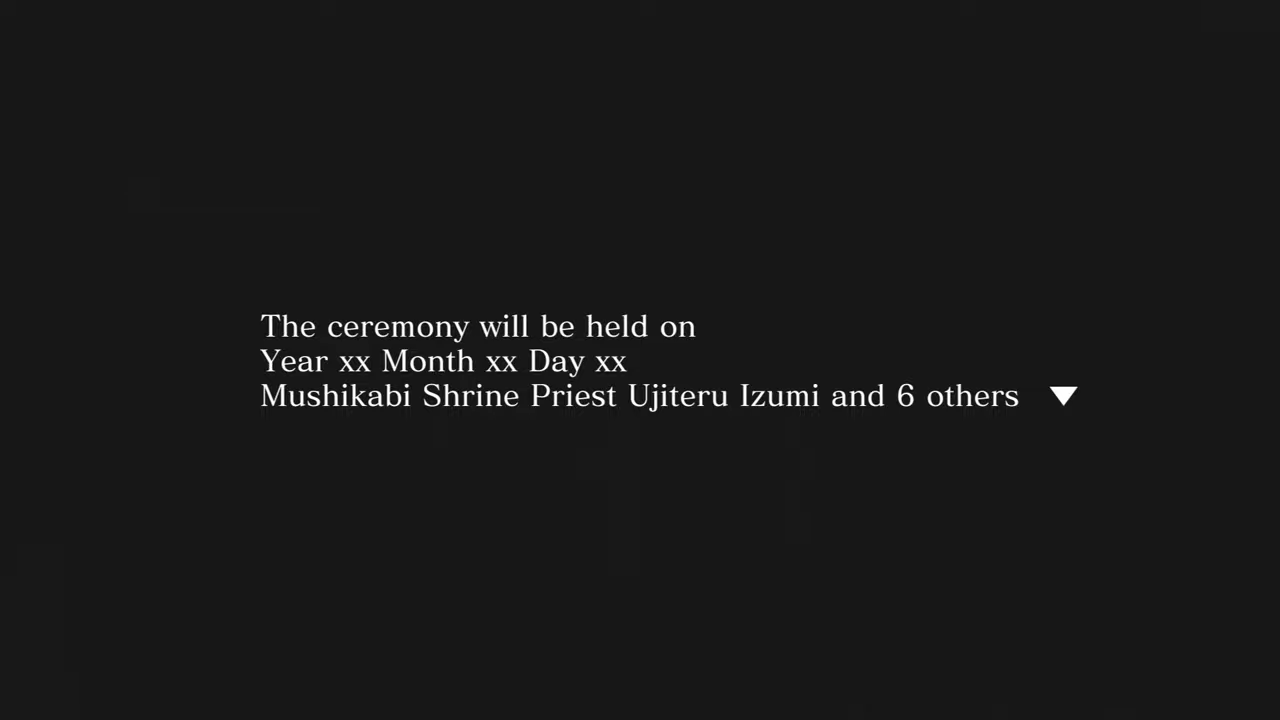 The ceremony will be held on
Year xx Month xx Day xx
Mushikabi Shrine Priest Ujiteru Izumi and 6 others